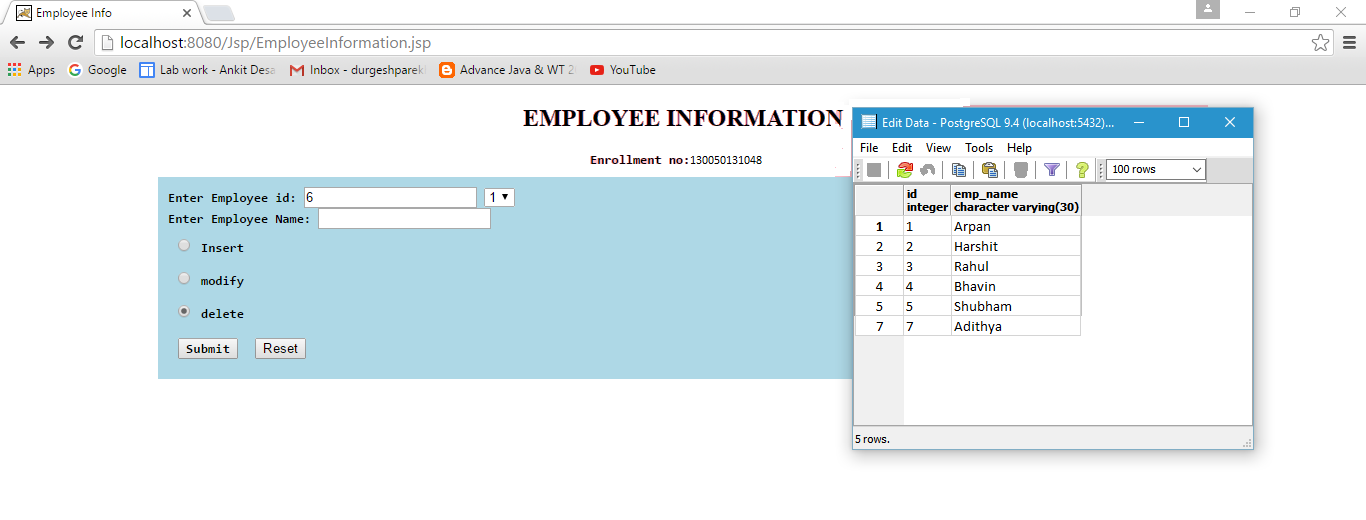 Employee Info
localhost:8080/Jsp/EmployeeInformation.jsp
Apps Google Lab work - Ankit Desa Inbox - durgeshparek Advance Java & WT 2 YouTube
EMPLOYEE INFORMATION
Enrollment no:130050131048
Enter Employee id: 6 1
Enter Employee Name:
Insert
modify
delete
Submit Reset
Edit Data - PostgreSQL 9.4 (localhost:5432)...
File Edit View Tools Help
100 rows
id emp_name
integer character varying(30)
1 1 Arpan
2 2 Harshit
3 3 Rahul
4 4 Bhavin
5 5 Shubham
7 7 Adithya
5 rows.